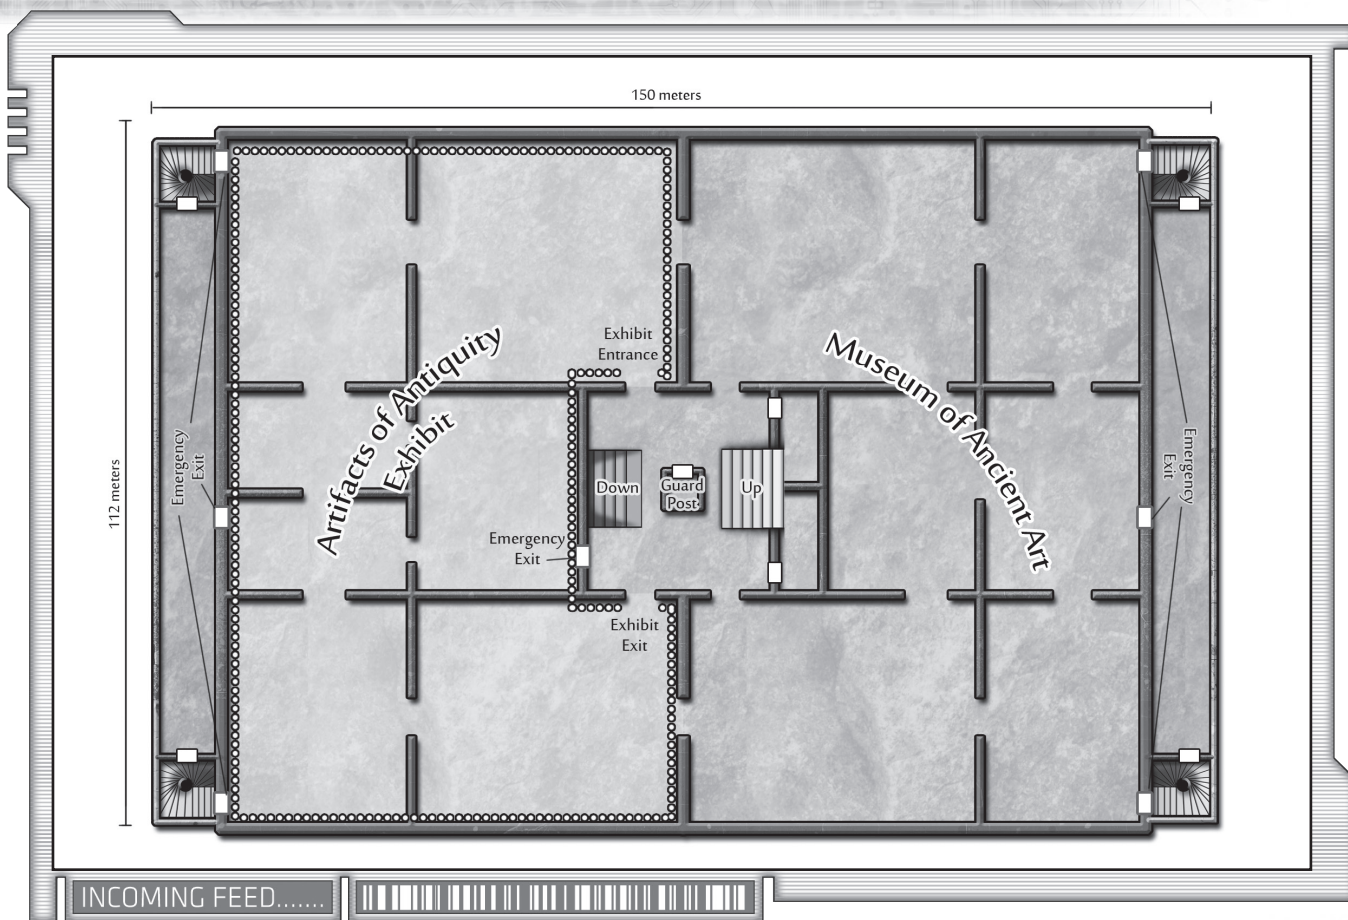 150 meters
112 meters
Exhibit
Entrance
Artifacts of Antiquity
Exhibit
Museum of Ancient Art
Emergency
Exit
Emergency
Exit
Down
Guard
Post
Up
Emergency
Exit
Exhibit
Exit
INCOMING FEED.......